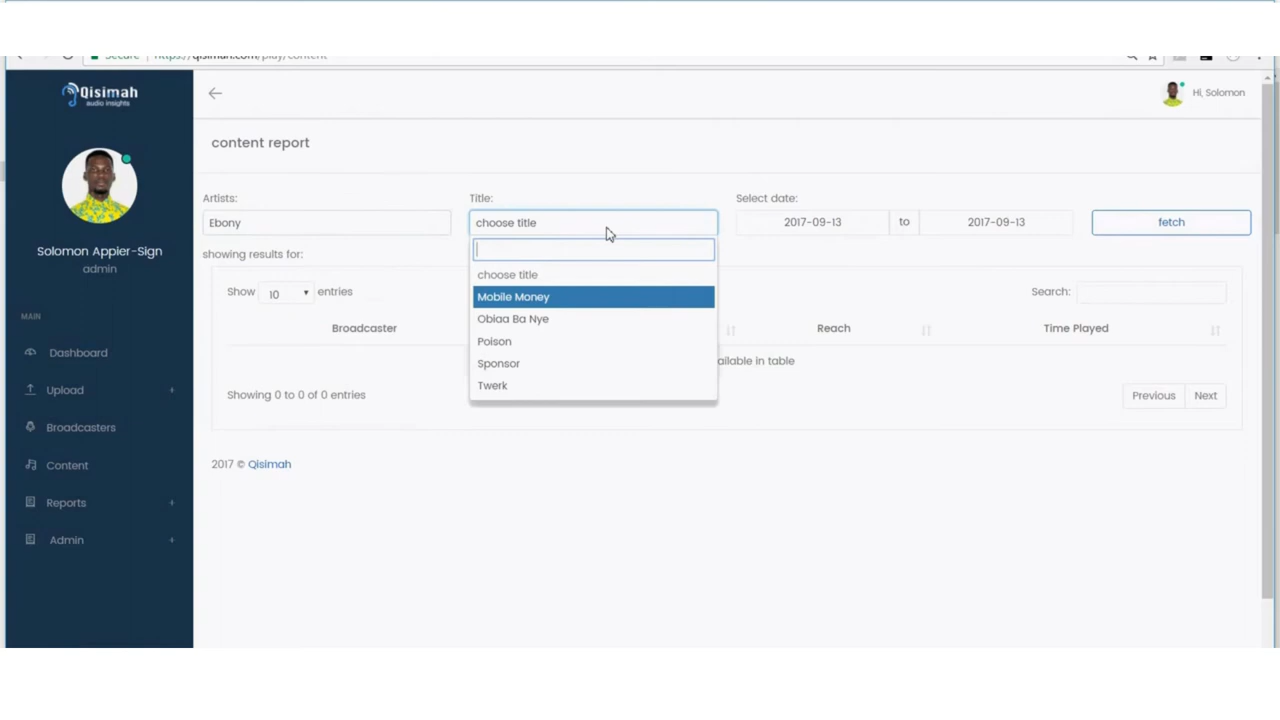 Secure https://qisimah.com/play/content
Qisimah
audio insights
Hi, Solomon
content report
Solomon Appier-Sign
admin
MAIN
Dashboard
Upload +
Broadcasters
Content
Reports +
Admin +
Artists:
Ebony
Title:
choose title
Select date:
2017-09-13 to 2017-09-13
fetch
showing results for:
choose title
Mobile Money
Obiaa Ba Nye
Poison
Sponsor
Twerk
Show 10 entries
Search:
Broadcaster Reach Time Played
ailable in table
Showing 0 to 0 of 0 entries
Previous Next
2017 © Qisimah